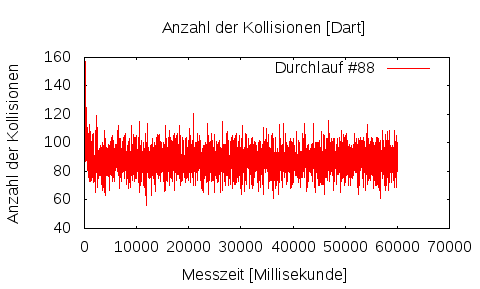 Anzahl der Kollisionen [Dart]
Durchlauf #88
Anzahl der Kollisionen
160
140
120
100
80
60
40
0 10000 20000 30000 40000 50000 60000 70000
Messzeit [Millisekunde]